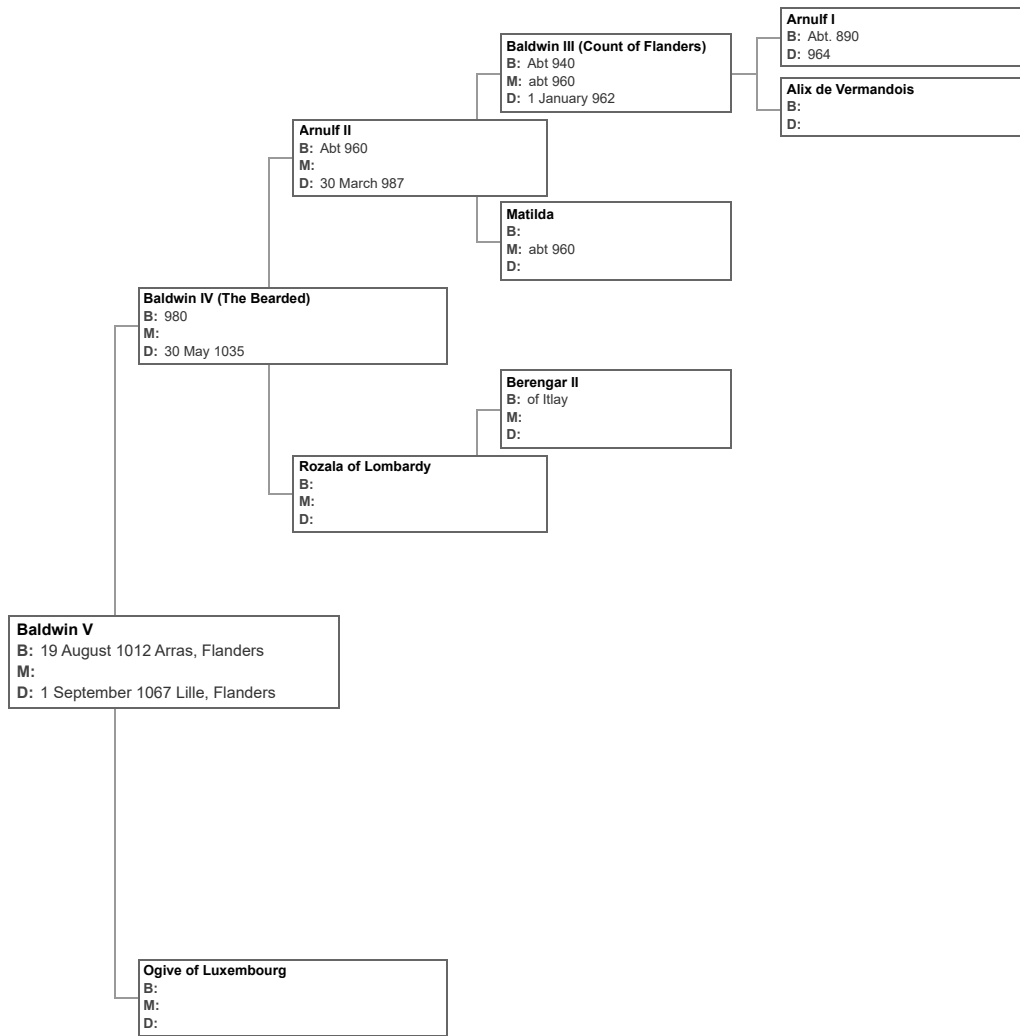 Arnulf I
B: Abt. 890
D: 964
Baldwin III (Count of Flanders)
B: Abt 940
M: abt 960
D: 1 January 962
Alix de Vermandois
B:
D:
Arnulf II
B: Abt 960
M:
D: 30 March 987
Matilda
B:
M: abt 960
D:
Baldwin IV (The Bearded)
B: 980
M:
D: 30 May 1035
Berengar II
B: of Itlay
M:
D:
Rozala of Lombardy
B:
M:
D:
Baldwin V
B: 19 August 1012 Arras, Flanders
M:
D: 1 September 1067 Lille, Flanders
Ogive of Luxembourg
B:
M:
D: